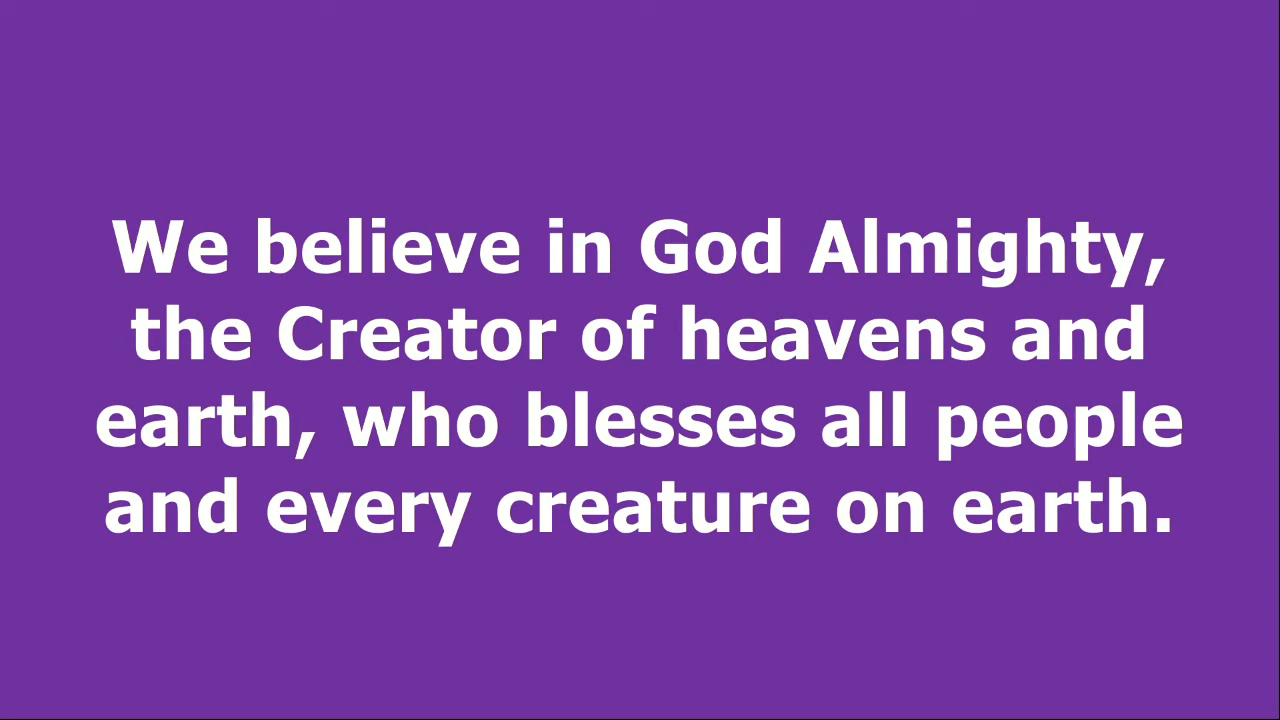 We believe in God Almighty,
the Creator of heavens and
earth, who blesses all people
and every creature on earth.